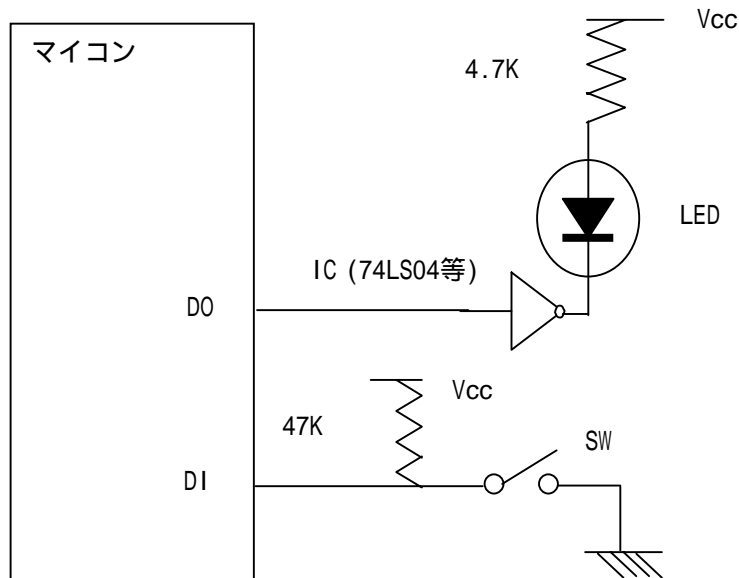 マイコン
Vcc
4.7K
LED
IC (74LS04等)
DO
Vcc
47K
SW
DI